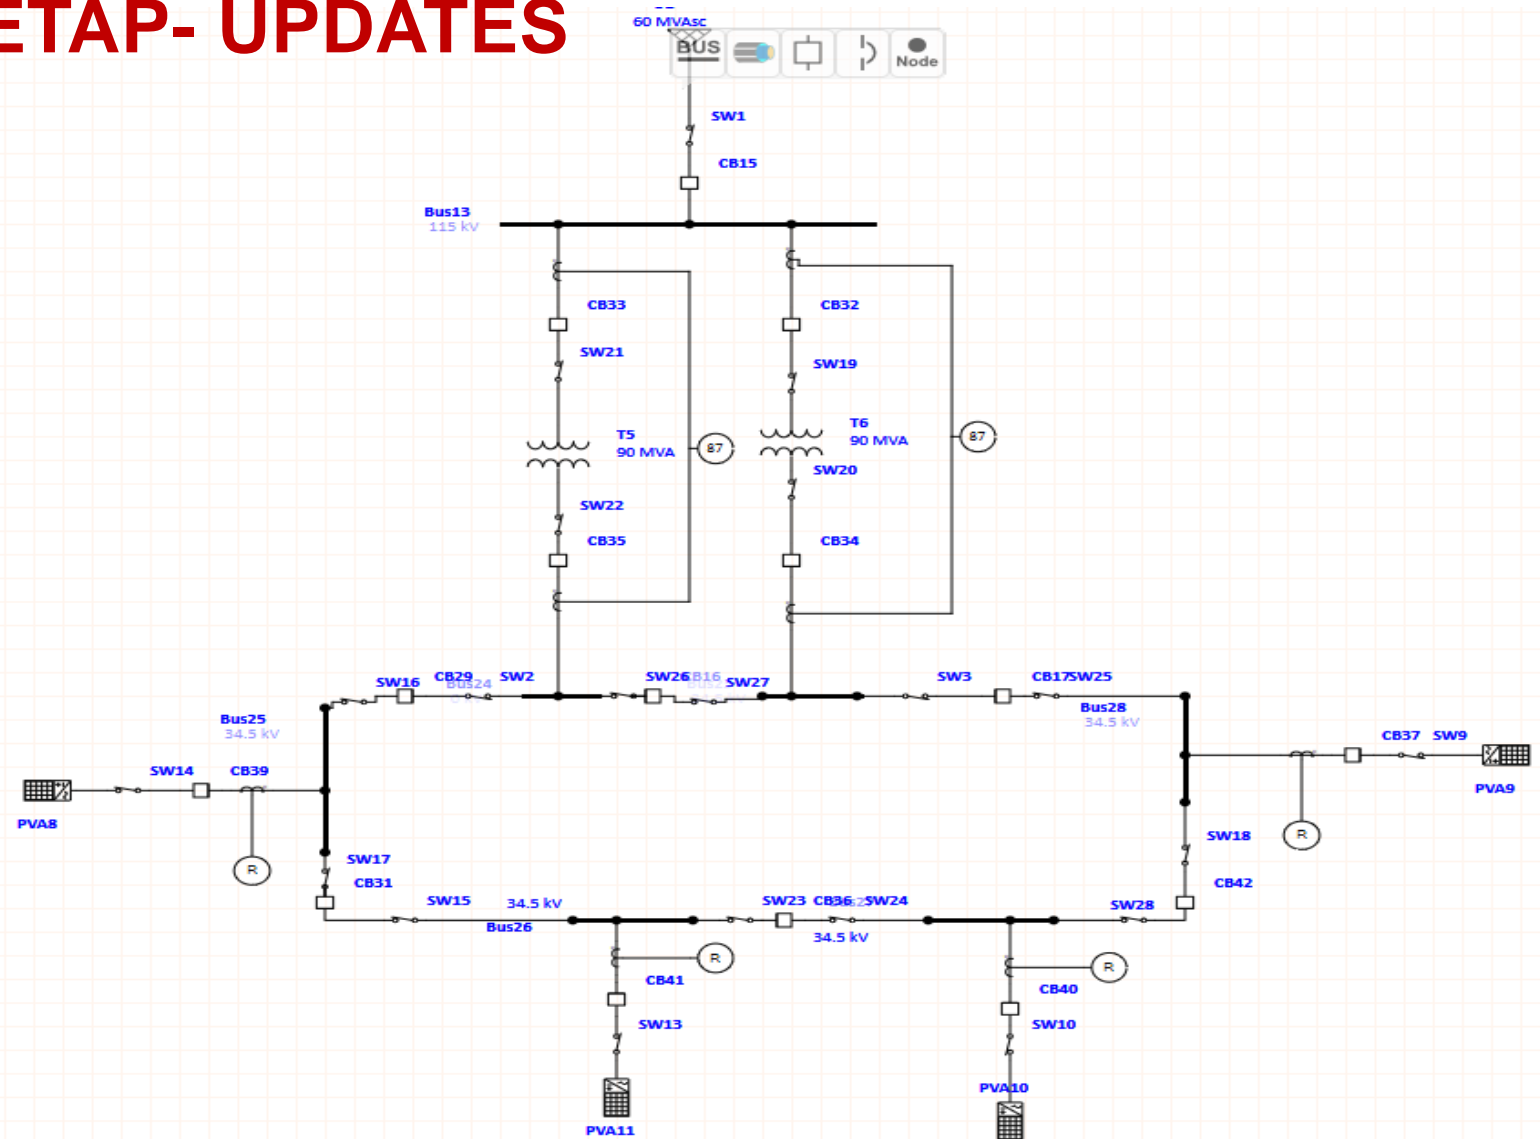 ETAP- UPDATES
60 MVAsc
BUS
Node
SW1
CB15
Bus13
115 kV
CB33
CB32
SW21
SW19
T5
90 MVA
T6
90 MVA
87
87
SW20
SW22
CB35
CB34
SW16
CB29
Bus24
SW2
SW26
CB16
SW27
SW3
CB17
SW25
Bus25
34.5 kV
Bus28
34.5 kV
CB37
SW9
SW14
CB39
PVA9
PVA8
R
R
SW18
SW17
CB31
CB42
SW15
34.5 kV
Bus26
SW23
CB36
SW24
34.5 kV
SW28
R
R
CB41
CB40
SW13
SW10
PVA10
PVA11